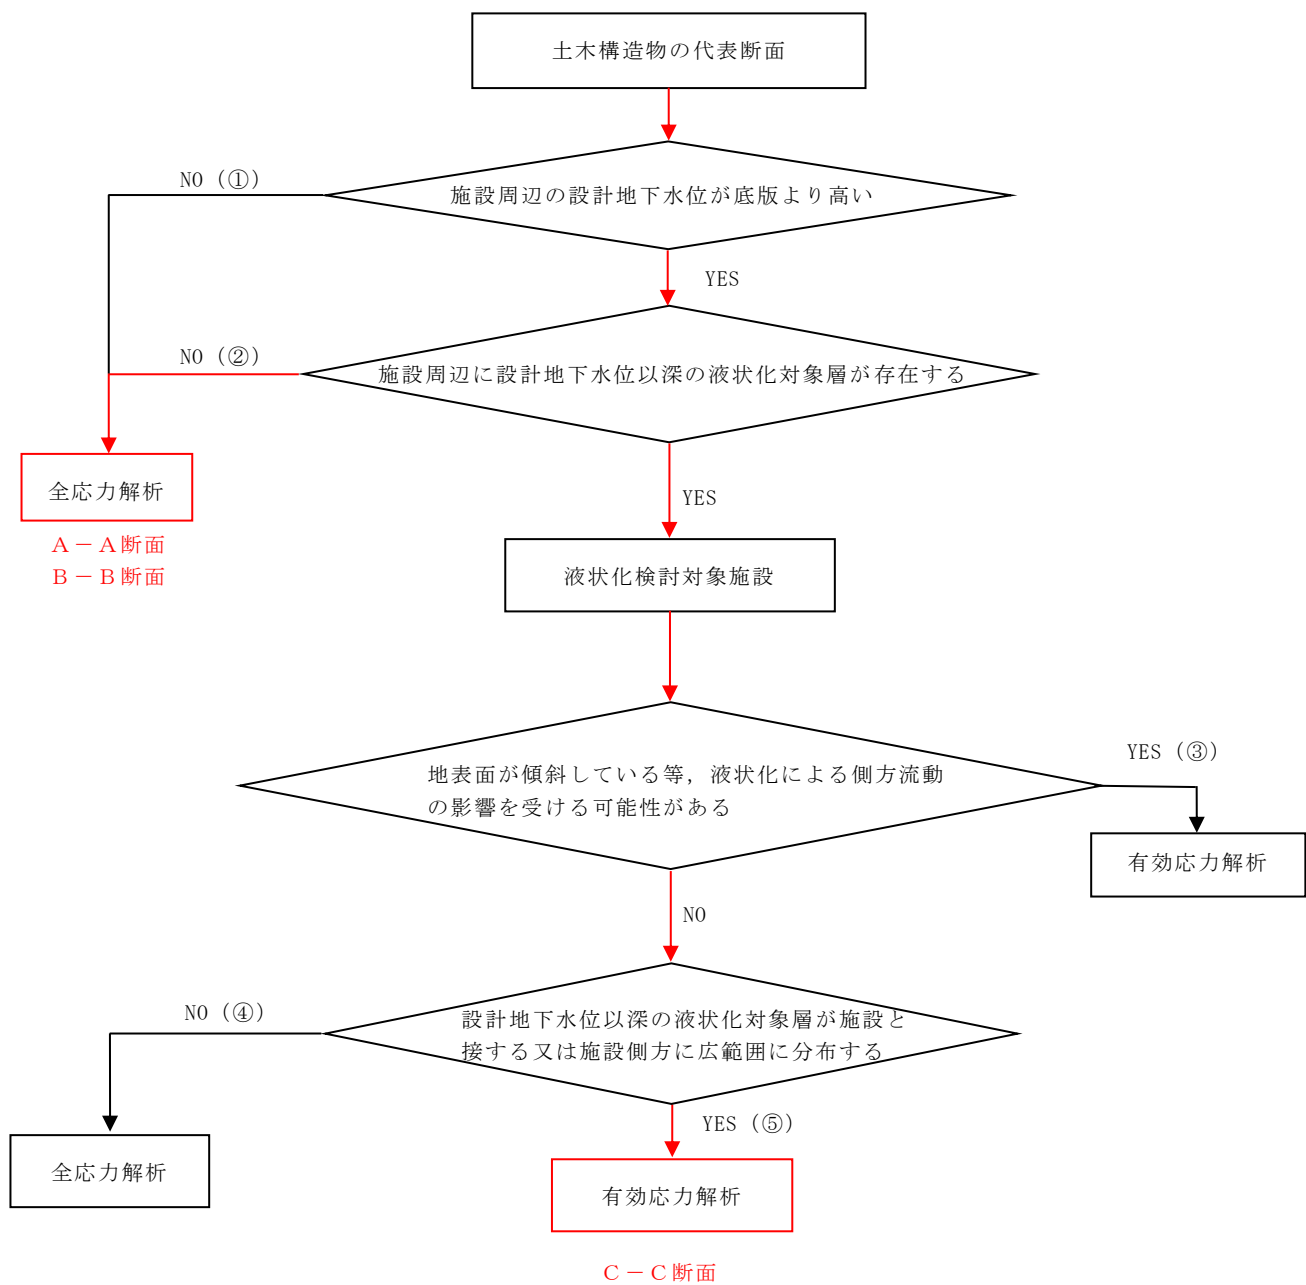 土木構造物の代表断面
NO（①）
施設周辺の設計地下水位が底版より高い
YES
NO（②）
施設周辺に設計地下水位以深の液状化対象層が存在する
全応力解析
YES
A－A断面
B－B断面
液状化検討対象施設
YES（③）
地表面が傾斜している等，液状化による側方流動
の影響を受ける可能性がある
有効応力解析
NO
NO（④）
設計地下水位以深の液状化対象層が施設と
接する又は施設側方に広範囲に分布する
YES（⑤）
全応力解析
有効応力解析
C－C断面